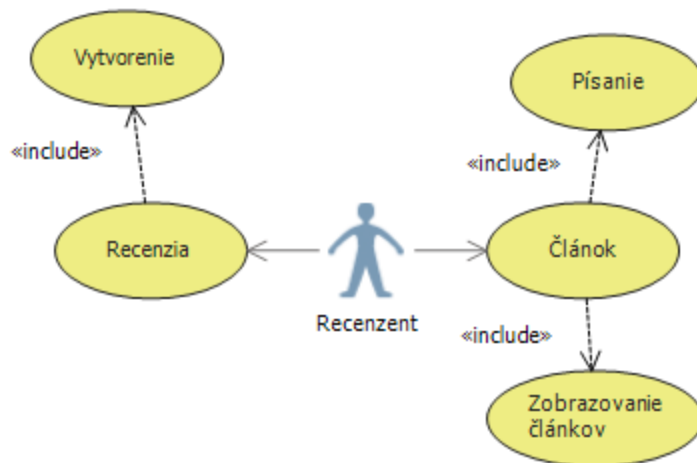 Vytvorenie
Písanie
«include»
«include»
Recenzia
Článok
Recenzent
«include»
Zobrazovanie
článkov